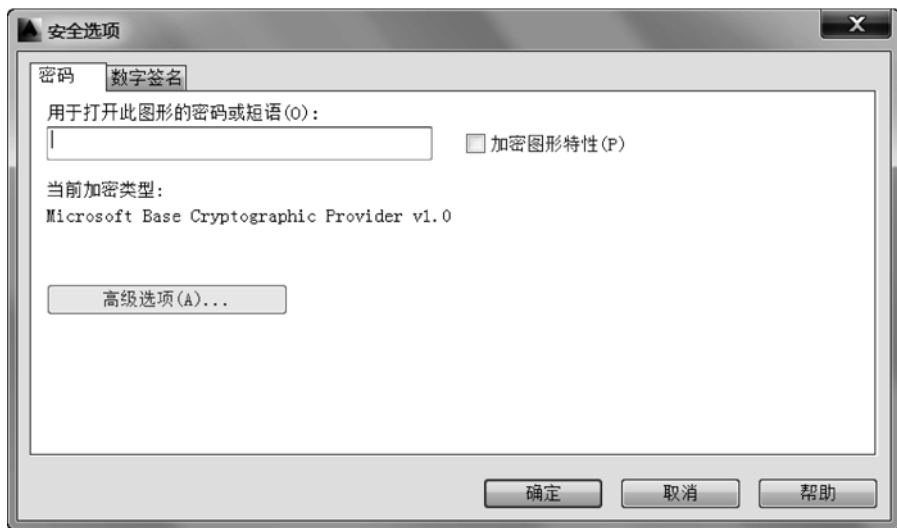 安全选项
X
密码
数字签名
用于打开此图形的密码或短语(O):
加密图形特性(P)
当前加密类型:
Microsoft Base Cryptographic Provider v1.0
高级选项(A)...
确定
取消
帮助